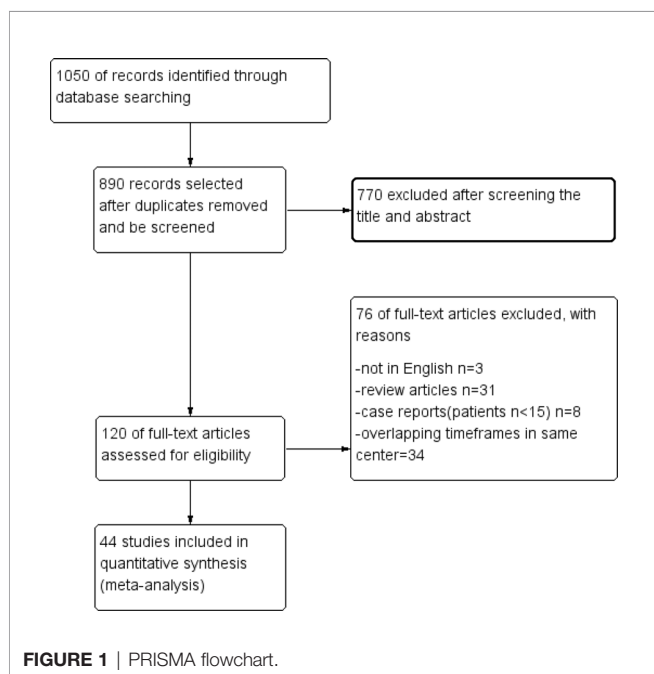 1050 of records identified through
database searching
890 records selected
after duplicates removed
and be screened
770 excluded after screening the
title and abstract
76 of full-text articles excluded, with
reasons
-not in English n=3
-review articles n=31
-case reports(patients n<15) n=8
-overlapping timeframes in same
center=34
120 of full-text articles
assessed for eligibility
44 studies included in
quantitative synthesis
(meta-analysis)
FIGURE 1 | PRISMA flowchart.